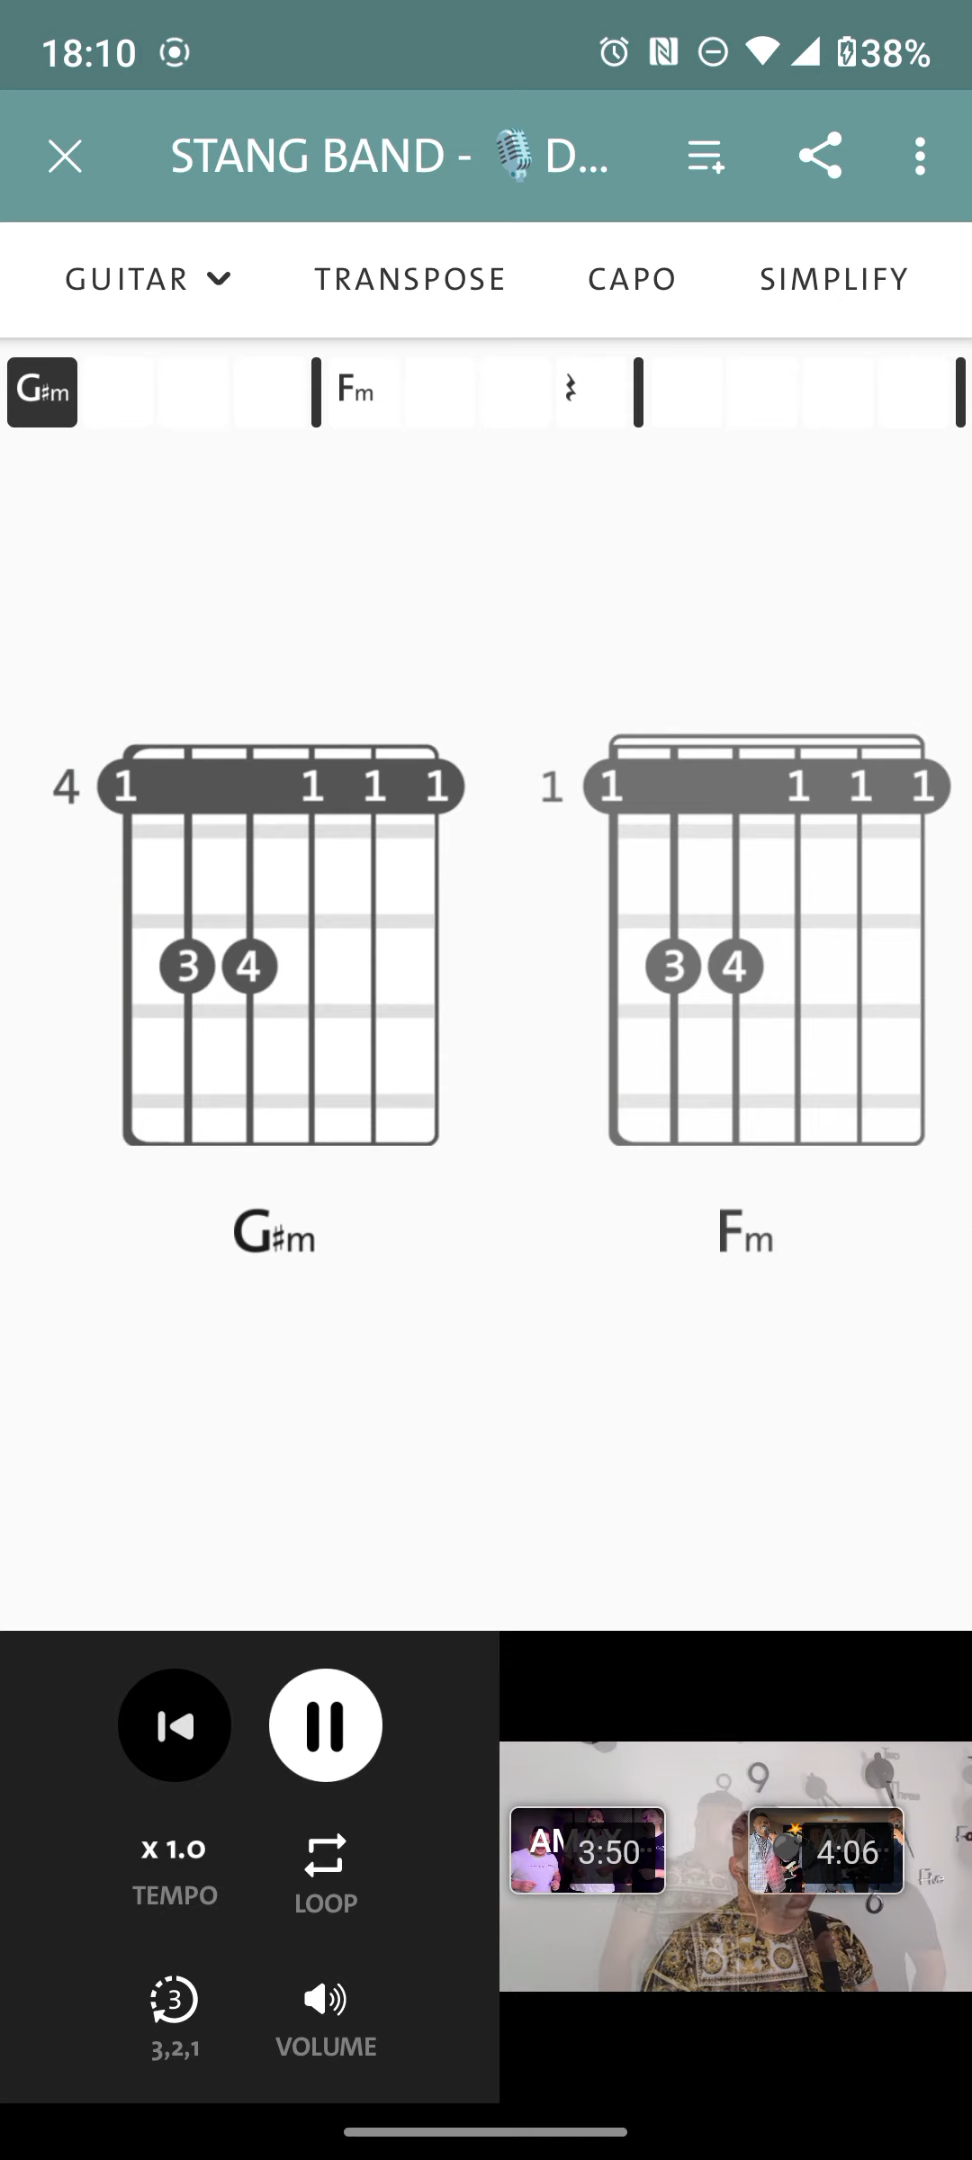 18:10 38%
STANG BAND - 🎙️ D...
GUITAR TRANSPOSE CAPO SIMPLIFY
G♯m Fm
4 1 1 1 1 1 1 1 1 1
3 4 3 4
G♯m Fm
9
3:50 4:06
6
x 1.0
TEMPO LOOP
3
3,2,1 VOLUME